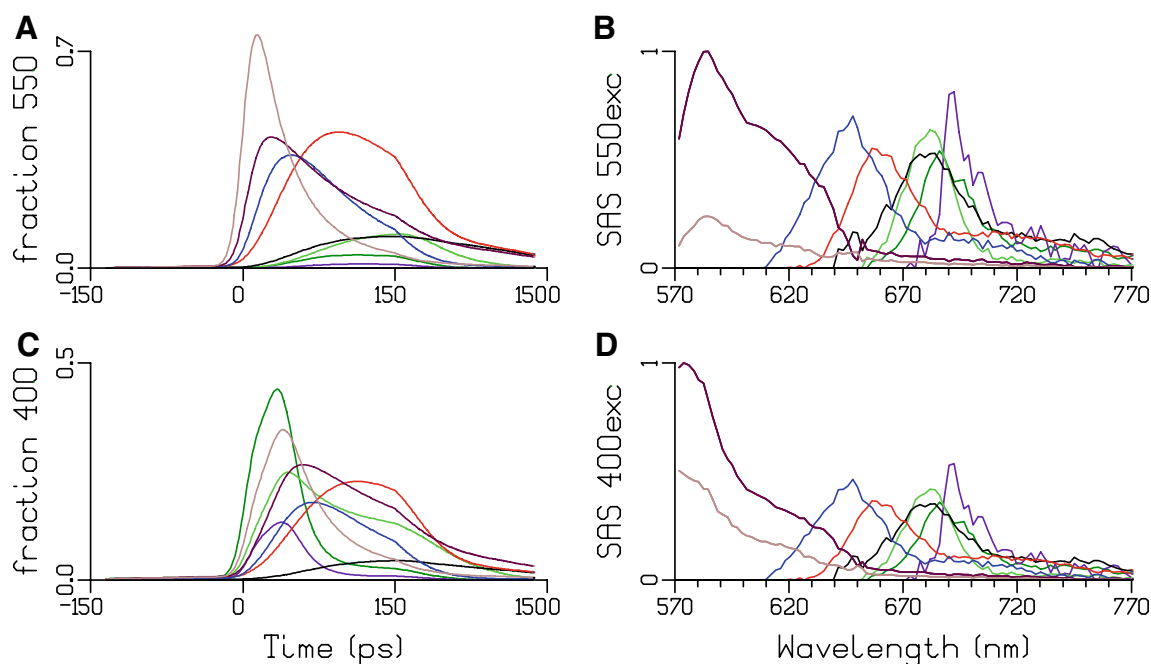 A
fraction 550
0.7
0.0
-150 0 150 1500
B
SAS 550exc
1
0
570 620 670 720 770
C
fraction 400
0.5
0.0
-150 0 150 1500
Time (ps)
D
SAS 400exc
1
0
570 620 670 720 770
Wavelength (nm)